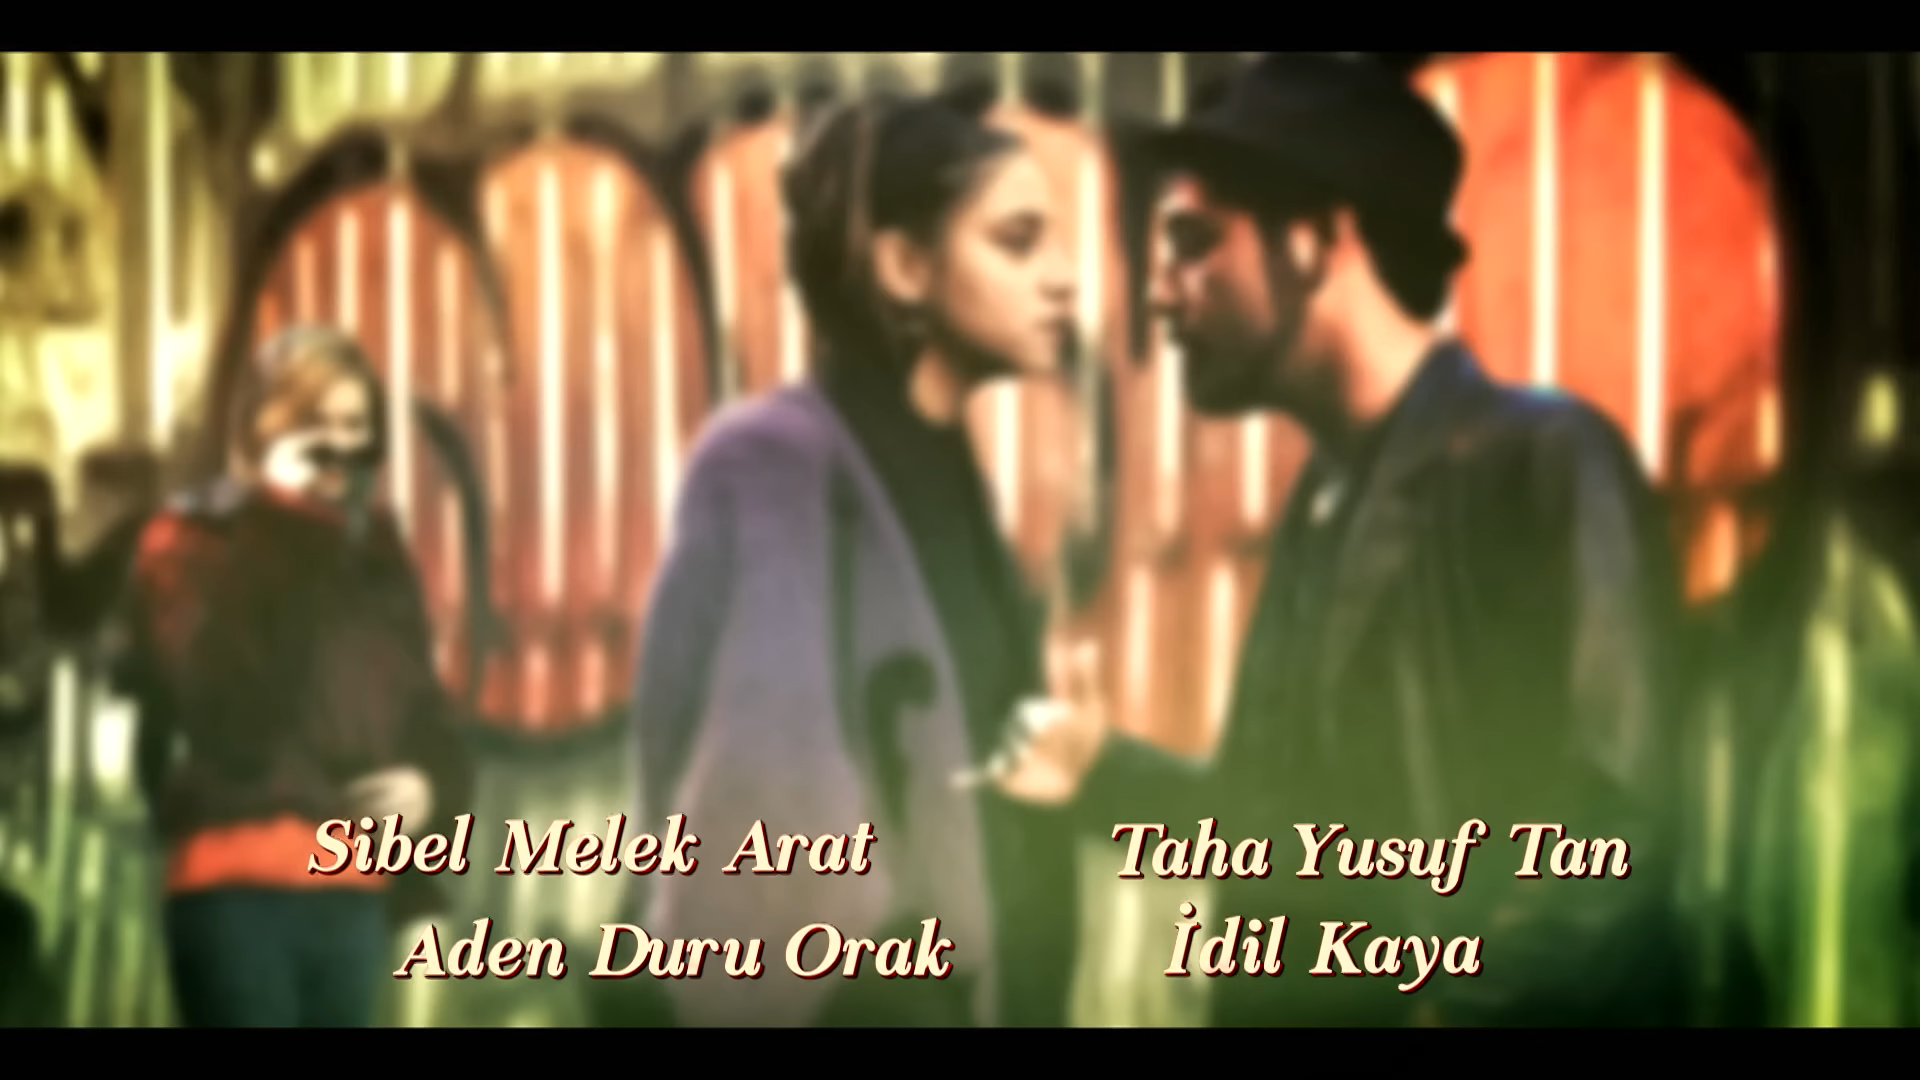 Sibel Melek Arat
Taha Yusuf Tan
Aden Duru Orak
İdil Kaya